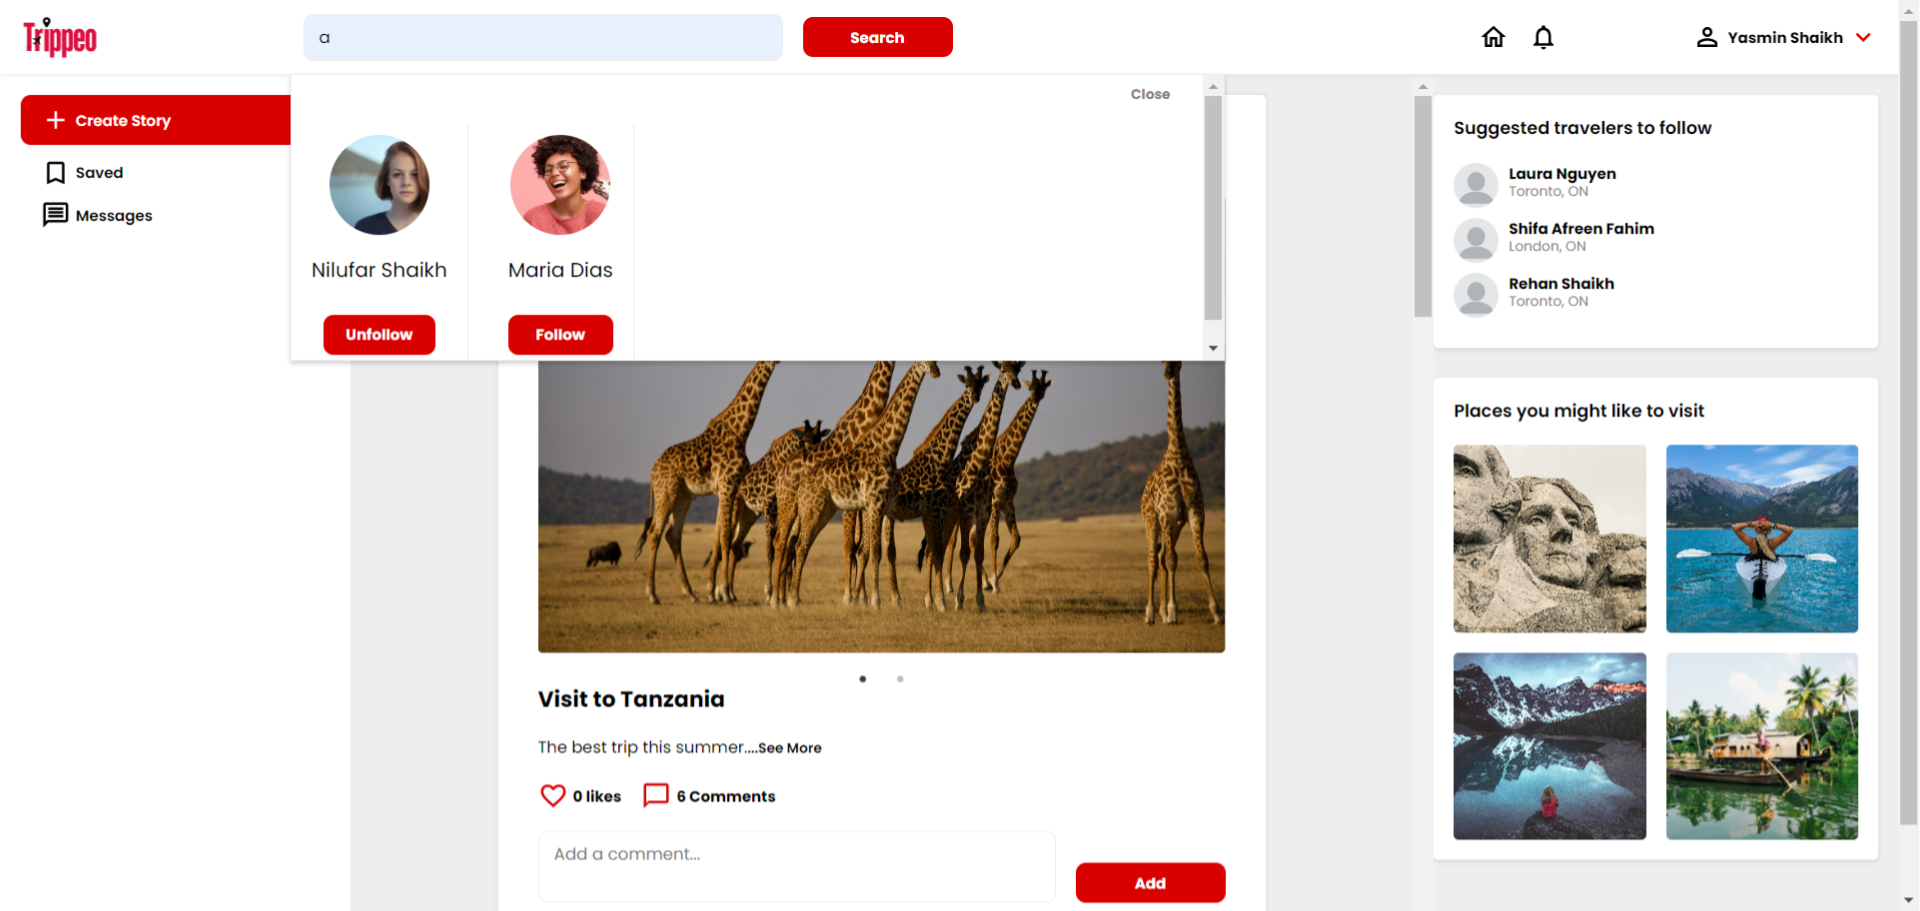 Trippeo
a
Search
Yasmin Shaikh
Create Story
Saved
Messages
Close
Nilufar Shaikh
Maria Dias
Unfollow
Follow
Visit to Tanzania
The best trip this summer....See More
0 likes
6 Comments
Add a comment...
Add
Suggested travelers to follow
Laura Nguyen
Toronto, ON
Shifa Afreen Fahim
London, ON
Rehan Shaikh
Toronto, ON
Places you might like to visit